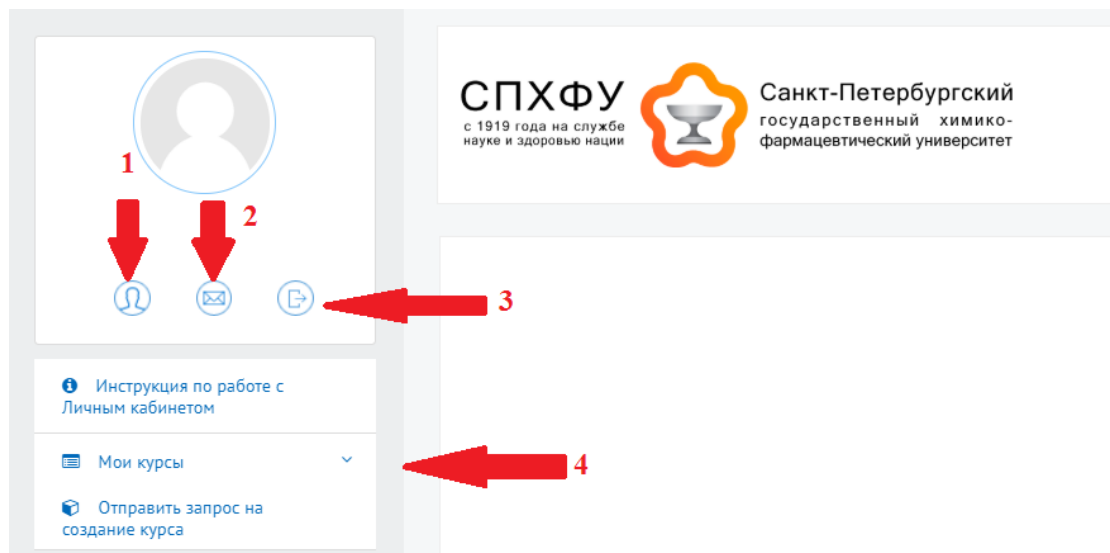 СПХФУ
с 1919 года на службе
науке и здоровью нации
Санкт-Петербургский
государственный химико-
фармацевтический университет
1
2
3
Инструкция по работе с
Личным кабинетом
Мои курсы
4
Отправить запрос на
создание курса